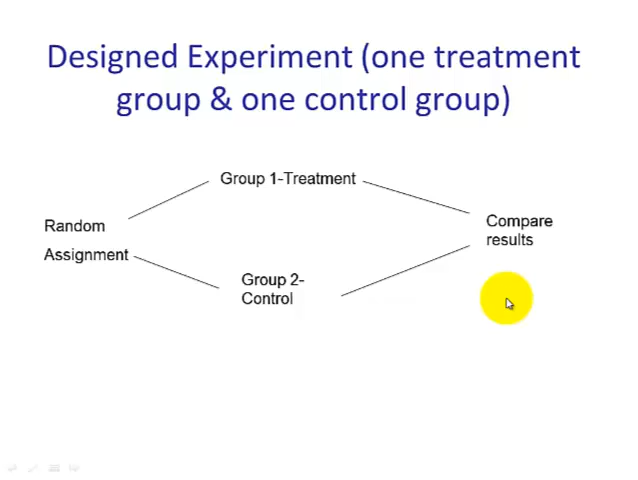 Designed Experiment (one treatment
group & one control group)
Group 1-Treatment
Random
Assignment
Compare
results
Group 2-
Control